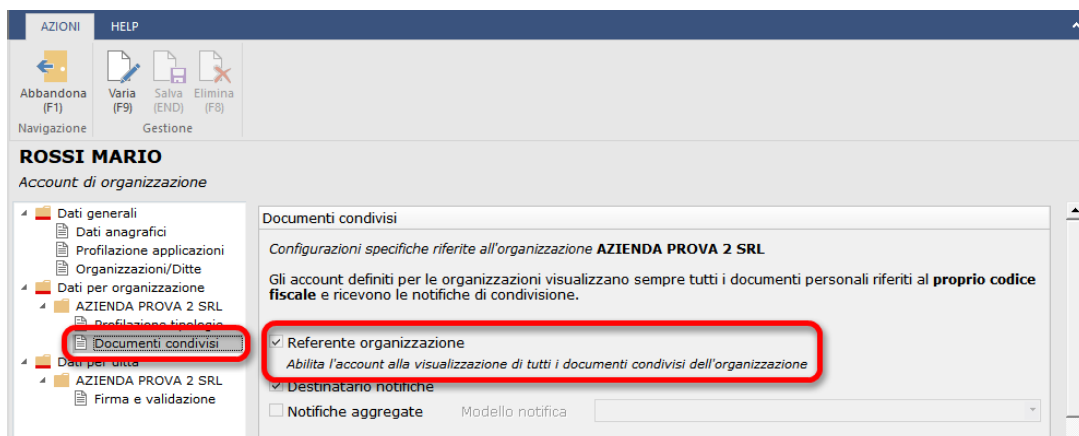 AZIONI HELP
Abbandona (F1)
Varia (F9)
Salva (END)
Elimina (F8)
Navigazione
Gestione
ROSSI MARIO
Account di organizzazione
Dati generali
Dati anagrafici
Profilazione applicazioni
Organizzazioni/Ditte
Dati per organizzazione
AZIENDA PROVA 2 SRL
Profilazione tipologie
Documenti condivisi
Dati per ditta
AZIENDA PROVA 2 SRL
Firma e validazione
Documenti condivisi
Configurazioni specifiche riferite all'organizzazione AZIENDA PROVA 2 SRL
Gli account definiti per le organizzazioni visualizzano sempre tutti i documenti personali riferiti al proprio codice
fiscale e ricevono le notifiche di condivisione.
Referente organizzazione
Abilita l'account alla visualizzazione di tutti i documenti condivisi dell'organizzazione
Destinatario notifiche
Notifiche aggregate Modello notifica